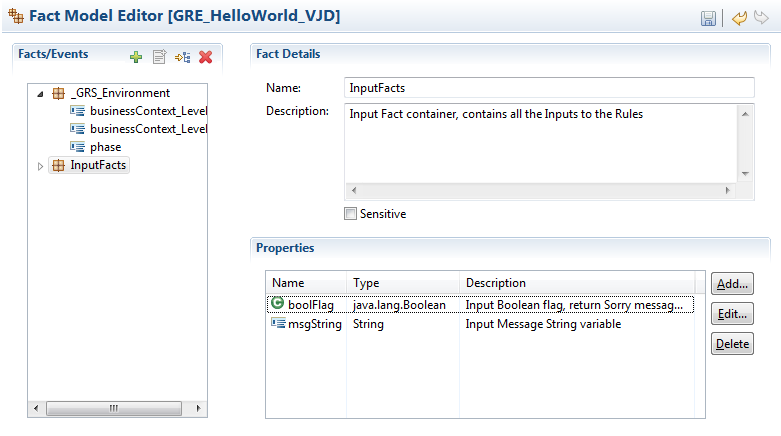 Fact Model Editor [GRE_HelloWorld_VJD]
Facts/Events
_GRS_Environment
businessContext_Level
businessContext_Level
phase
InputFacts
Fact Details
Name: InputFacts
Description: Input Fact container, contains all the Inputs to the Rules
Sensitive
Properties
Name Type Description
boolFlag java.lang.Boolean Input Boolean flag, return Sorry messag...
msgString String Input Message String variable
Add...
Edit...
Delete